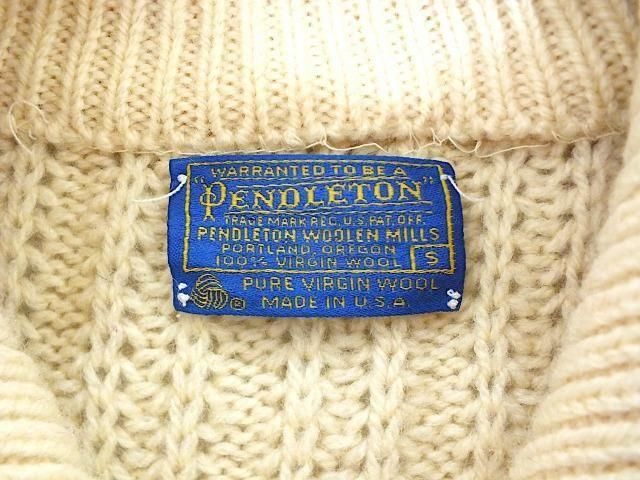 WARRANTED TO BE A
"PENDLETON"
TRADE MARK REG. U.S. PAT. OFF.
PENDLETON WOOLEN MILLS
PORTLAND, OREGON
100% VIRGIN WOOL S
PURE VIRGIN WOOL
® MADE IN U.S.A.